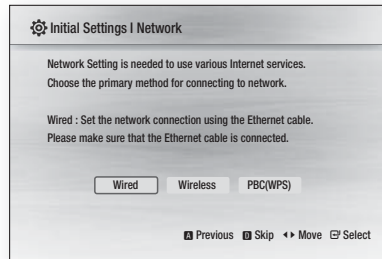 Initial Settings I Network
Network Setting is needed to use various Internet services.
Choose the primary method for connecting to network.
Wired : Set the network connection using the Ethernet cable.
Please make sure that the Ethernet cable is connected.
Wired Wireless PBC(WPS)
A Previous D Skip ◄► Move Select